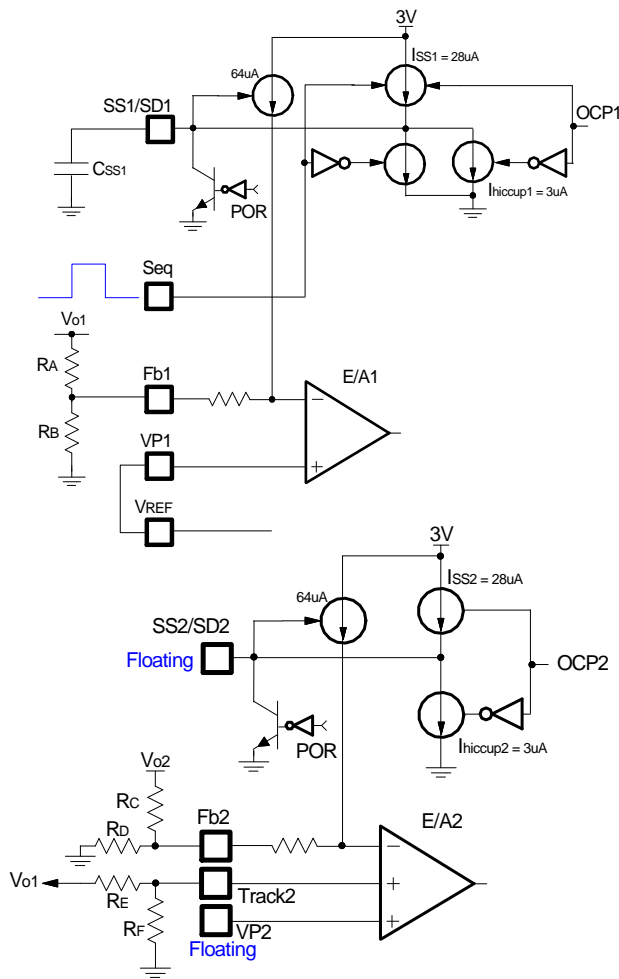 3V
ISS1 = 28uA
64uA
SS1/SD1
OCP1
CSS1
POR
Ihiccup1 = 3uA
Seq
Vo1
RA
Fb1
E/A1
RB
VP1
VREF
3V
ISS2 = 28uA
64uA
SS2/SD2
Floating
OCP2
POR
Ihiccup2 = 3uA
Vo2
RC
Fb2
E/A2
RD
Vo1
RE
Track2
RF
VP2
Floating